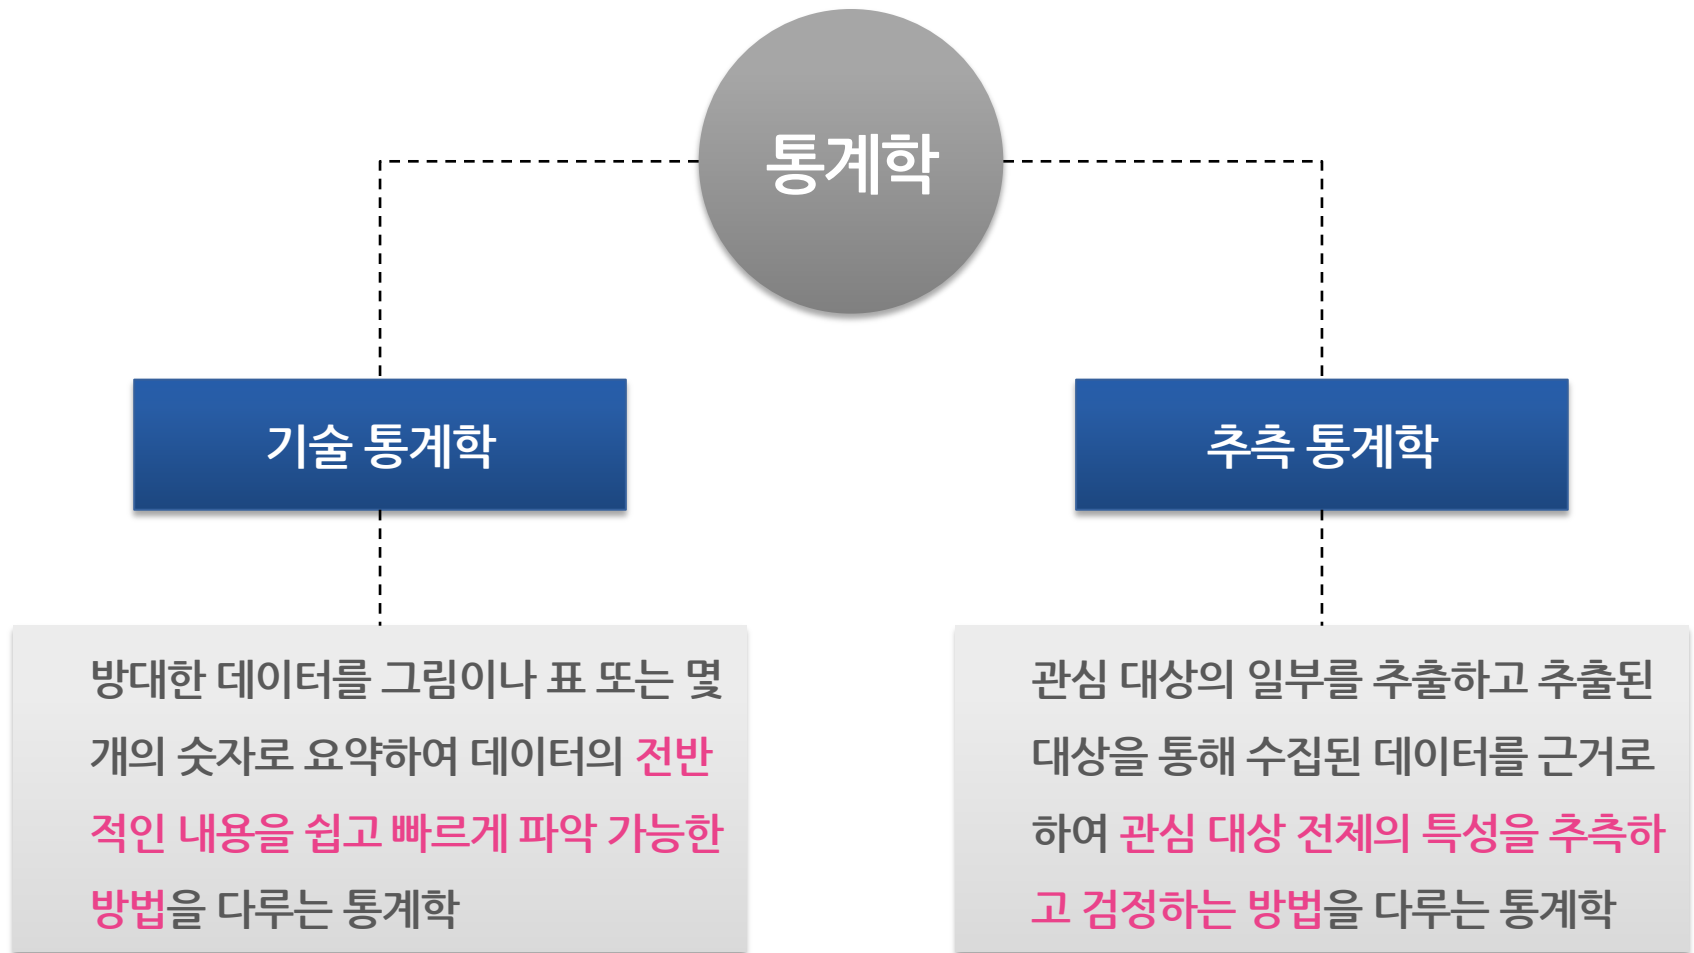 통계학
기술 통계학
추측 통계학
방대한 데이터를 그림이나 표 또는 몇
개의 숫자로 요약하여 데이터의 전반
적인 내용을 쉽고 빠르게 파악 가능한
방법을 다루는 통계학
관심 대상의 일부를 추출하고 추출된
대상을 통해 수집된 데이터를 근거로
하여 관심 대상 전체의 특성을 추측하
고 검정하는 방법을 다루는 통계학